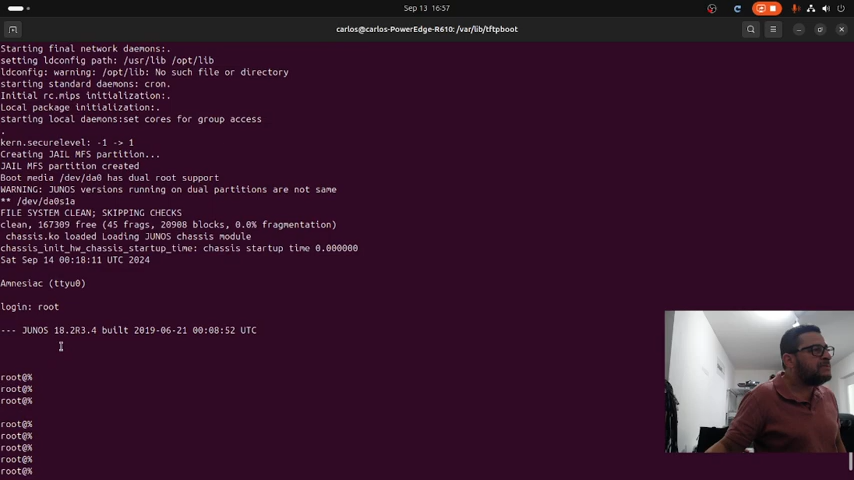 Sep 13  16:57
carlos@carlos-PowerEdge-R610: /var/lib/tftpboot
Starting final network daemons:.
setting ldconfig path: /usr/lib /opt/lib
ldconfig: warning: /opt/lib: No such file or directory
starting standard daemons: cron.
Initial rc.mips initialization:.
Local package initialization:.
starting local daemons:set cores for group access
.
kern.securelevel: -1 -> 1
Creating JAIL MFS partition...
JAIL MFS partition created
Boot media /dev/da0 has dual root support
WARNING: JUNOS versions running on dual partitions are not same
** /dev/da0s1a
FILE SYSTEM CLEAN; SKIPPING CHECKS
clean, 167309 free (45 frags, 20908 blocks, 0.0% fragmentation)
 chassis.ko loaded Loading JUNOS chassis module
chassis_init_hw_chassis_startup_time: chassis startup time 0.000000
Sat Sep 14 00:18:11 UTC 2024
Amnesiac (ttyu0)
login: root
--- JUNOS 18.2R3.4 built 2019-06-21 00:08:52 UTC
root@%
root@%
root@%
root@%
root@%
root@%
root@%
root@%